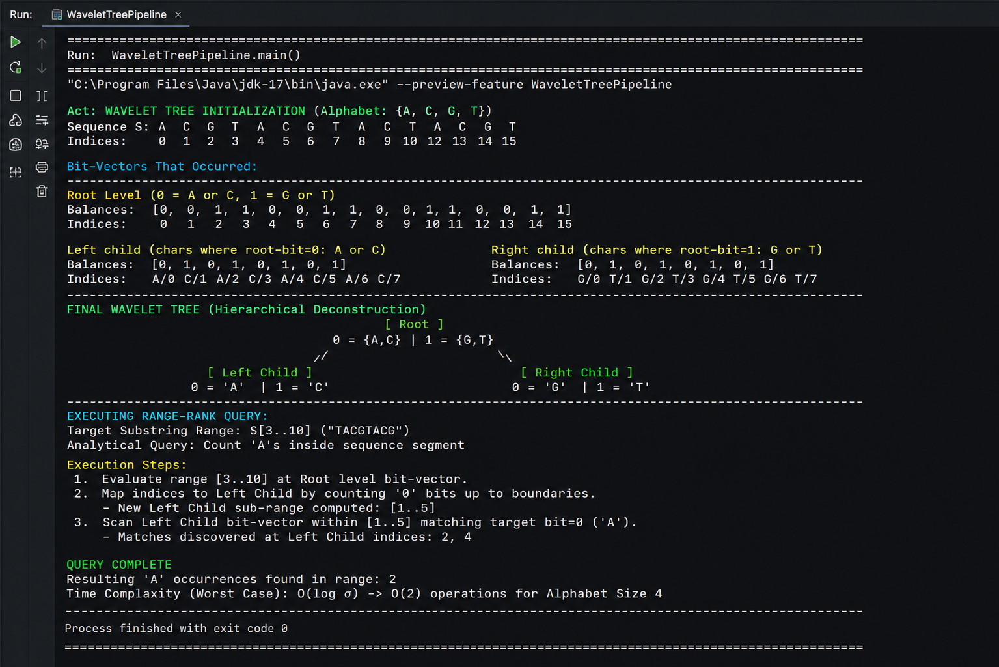 Run: WaveletTreePipeline ×
==========================================================================================================
Run:  WaveletTreePipeline.main()
==========================================================================================================
"C:\Program Files\Java\jdk-17\bin\java.exe" --preview-feature WaveletTreePipeline
Act: WAVELET TREE INITIALIZATION (Alphabet: {A, C, G, T})
Sequence S: A C G T A C G T A C T A C G T
Indices: 0 1 2 3 4 5 6 7 8 9 10 12 13 14 15
Bit-Vectors That Occurred:
----------------------------------------------------------------------------------------------------------
Root Level (0 = A or C, 1 = G or T)
Balances: [0, 0, 1, 1, 0, 0, 1, 1, 0, 0, 1, 1, 0, 0, 1, 1]
Indices: 0 1 2 3 4 5 6 7 8 9 10 11 12 13 14 15
Left child (chars where root-bit=0: A or C) Right child (chars where root-bit=1: G or T)
Balances: [0, 1, 0, 1, 0, 1, 0, 1] Balances: [0, 1, 0, 1, 0, 1, 0, 1]
Indices: A/0 C/1 A/2 C/3 A/4 C/5 A/6 C/7 Indices: G/0 T/1 G/2 T/3 G/4 T/5 G/6 T/7
----------------------------------------------------------------------------------------------------------
FINAL WAVELET TREE (Hierarchical Deconstruction)
[ Root ]
0 = {A,C} | 1 = {G,T}
// \\
[ Left Child ] [ Right Child ]
0 = 'A' | 1 = 'C' 0 = 'G' | 1 = 'T'
----------------------------------------------------------------------------------------------------------
EXECUTING RANGE-RANK QUERY:
Target Substring Range: S[3..10] ("TACGTACG")
Analytical Query: Count 'A's inside sequence segment
Execution Steps:
1. Evaluate range [3..10] at Root level bit-vector.
2. Map indices to Left Child by counting '0' bits up to boundaries.
- New Left Child sub-range computed: [1..5]
3. Scan Left Child bit-vector within [1..5] matching target bit=0 ('A').
- Matches discovered at Left Child indices: 2, 4
QUERY COMPLETE
Resulting 'A' occurrences found in range: 2
Time Complaxity (Worst Case): O(log σ) -> O(2) operations for Alphabet Size 4
----------------------------------------------------------------------------------------------------------
Process finished with exit code 0
==========================================================================================================